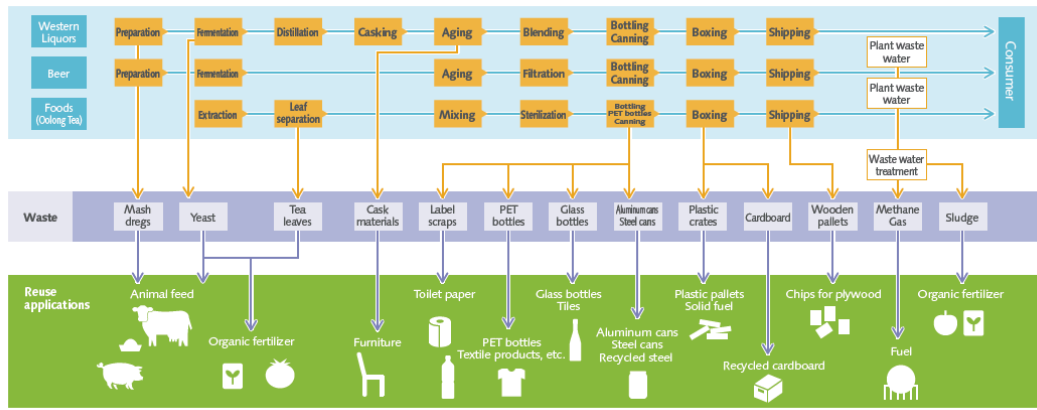 Western
Liquors
Preparation
Fermentation
Distillation
Casking
Aging
Blending
Bottling
Canning
Boxing
Shipping
Plant waste
water
Consumer
Beer
Preparation
Fermentation
Aging
Filtration
Bottling
Canning
Boxing
Shipping
Plant waste
water
Foods
(Oolong Tea)
Extraction
Leaf
separation
Mixing
Sterilization
Bottling
PET bottles
Canning
Boxing
Shipping
Waste water
treatment
Waste
Mash
dregs
Yeast
Tea
leaves
Cask
materials
Label
scraps
PET
bottles
Glass
bottles
Aluminum cans
Steel cans
Plastic
crates
Cardboard
Wooden
pallets
Methane
Gas
Sludge
Reuse
applications
Animal feed
Organic fertilizer
Furniture
Toilet paper
PET bottles
Textile products, etc.
Glass bottles
Tiles
Aluminum cans
Steel cans
Recycled steel
Plastic pallets
Solid fuel
Recycled cardboard
Chips for plywood
Fuel
Organic fertilizer